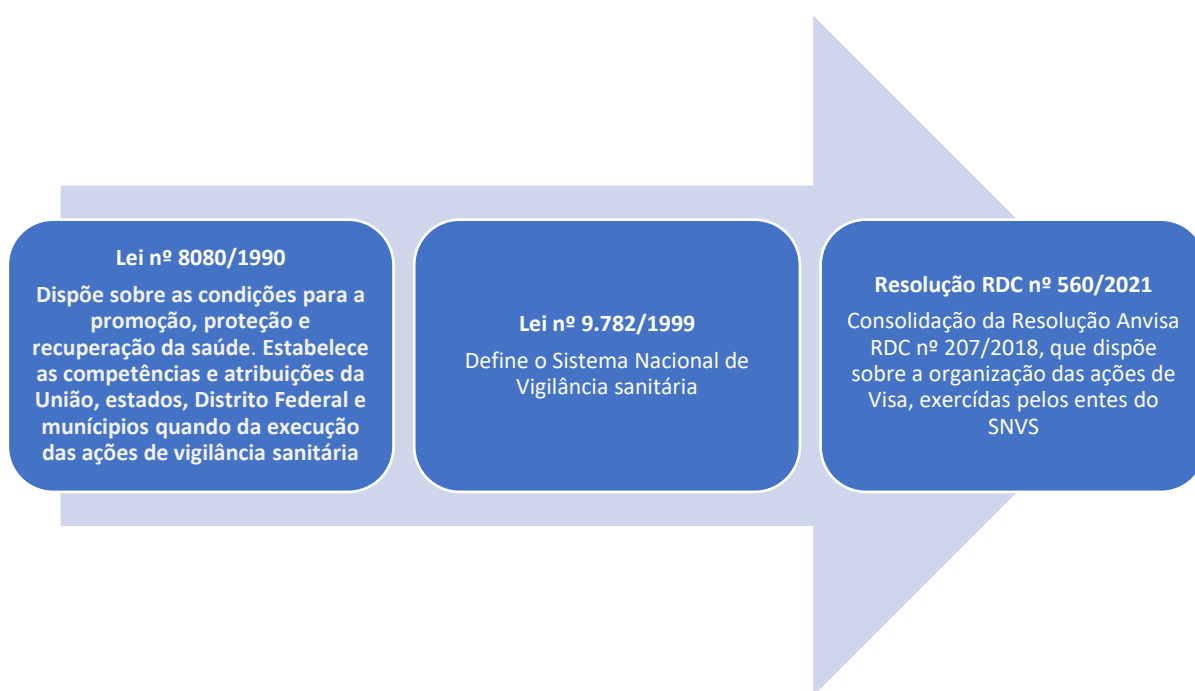 Lei nº 8080/1990
Dispõe sobre as condições para a
promoção, proteção e
recuperação da saúde. Estabelece
as competências e atribuições da
União, estados, Distrito Federal e
munícipios quando da execução
das ações de vigilância sanitária
Lei nº 9.782/1999
Define o Sistema Nacional de
Vigilância sanitária
Resolução RDC nº 560/2021
Consolidação da Resolução Anvisa
RDC nº 207/2018, que dispõe
sobre a organização das ações de
Visa, exercídas pelos entes do
SNVS